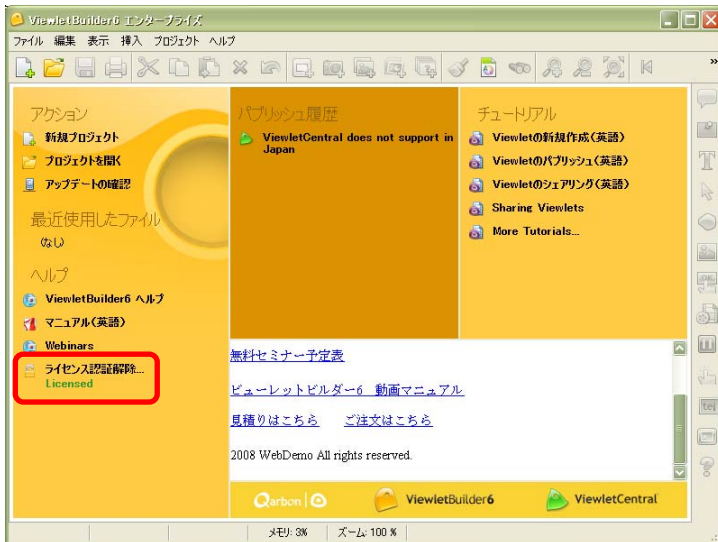 ViewletBuilder6 エンタープライズ
ファイル 編集 表示 挿入 プロジェクト ヘルプ
アクション
新規プロジェクト
プロジェクトを開く
アップデートの確認
最近使用したファイル
(なし)
ヘルプ
ViewletBuilder6 ヘルプ
マニュアル(英語)
Webinars
ライセンス認証解除...
Licensed
パブリッシュ履歴
ViewletCentral does not support in
Japan
チュートリアル
Viewletの新規作成(英語)
Viewletのパブリッシュ(英語)
Viewletのシェアリング(英語)
Sharing Viewlets
More Tutorials...
無料セミナー予定表
ビューレットビルダー6 動画マニュアル
見積りはこちら ご注文はこちら
2008 WebDemo All rights reserved.
Qarbon ViewletBuilder6 ViewletCentral
メモリ: 3% ズーム: 100 %